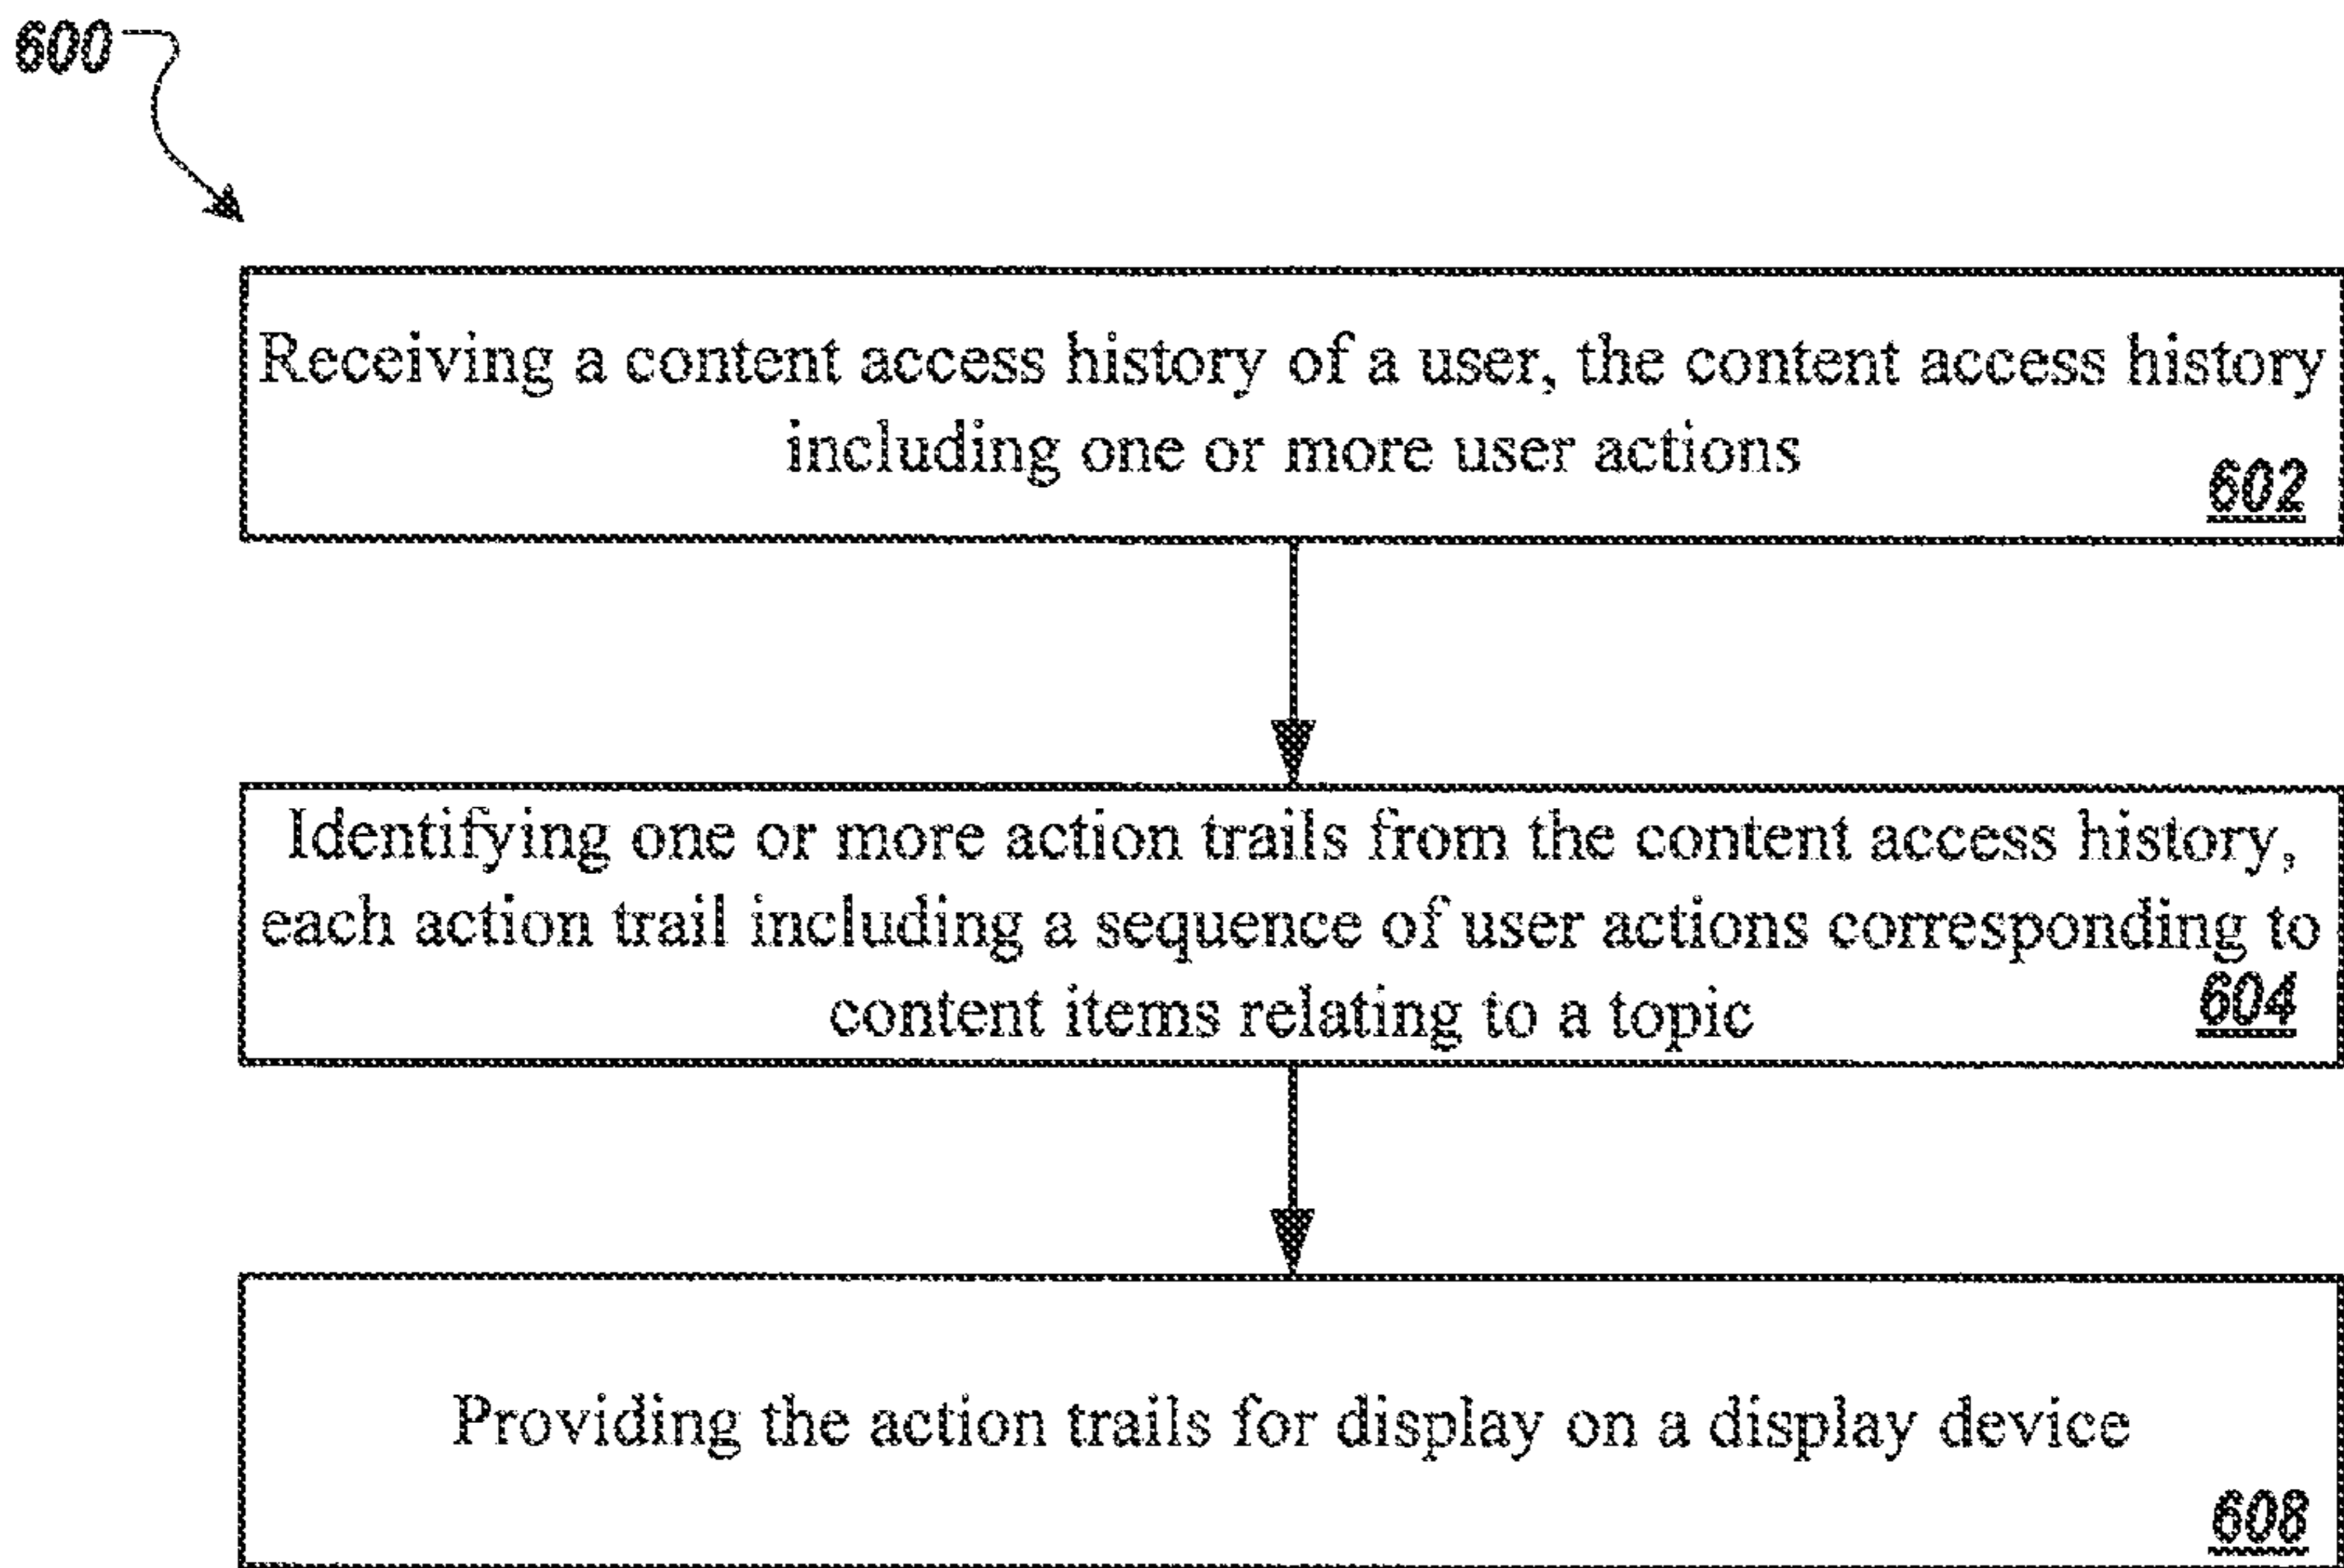 600
Receiving a content access history of a user, the content access history
including one or more user actions
602
Identifying one or more action trails from the content access history,
each action trail including a sequence of user actions corresponding to
content items relating to a topic
604
Providing the action trails for display on a display device
608